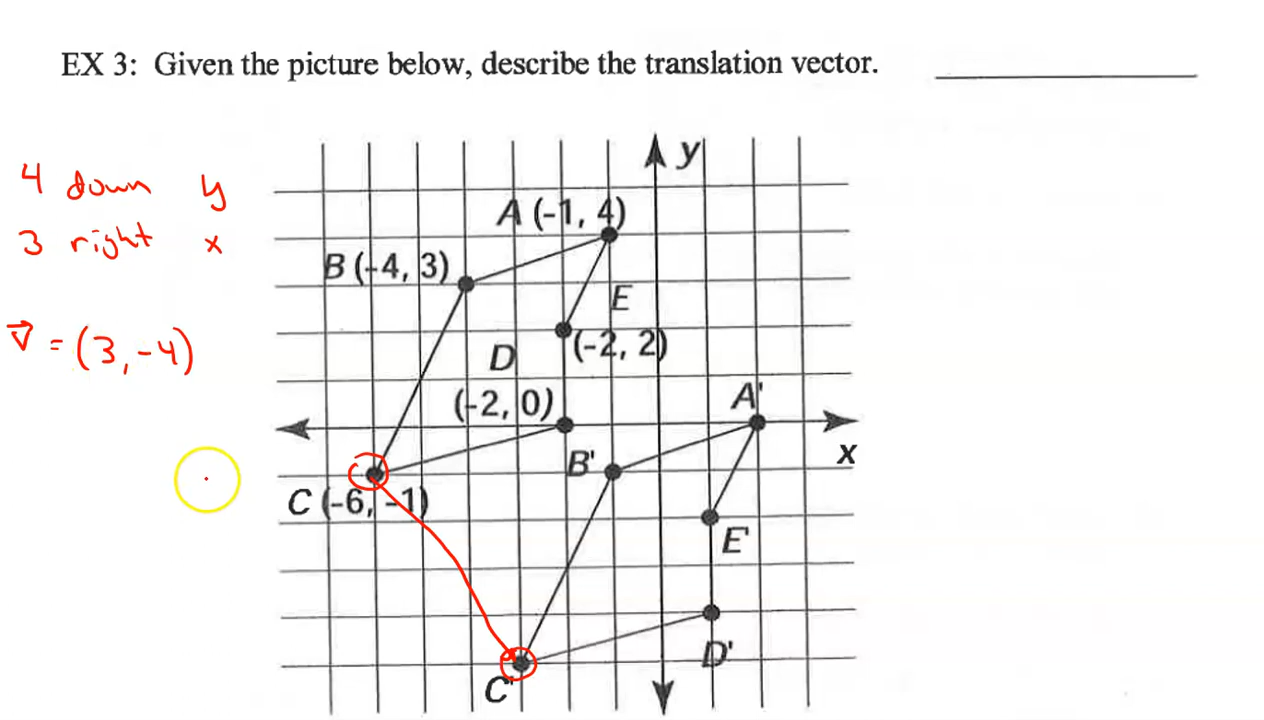 EX 3: Given the picture below, describe the translation vector.
4 down y
3 right x
v⃗ = (3, -4)
y
A (-1, 4)
B (-4, 3)
E
(-2, 2)
D
(-2, 0)
A'
x
B'
C (-6, -1)
E'
D'
C'